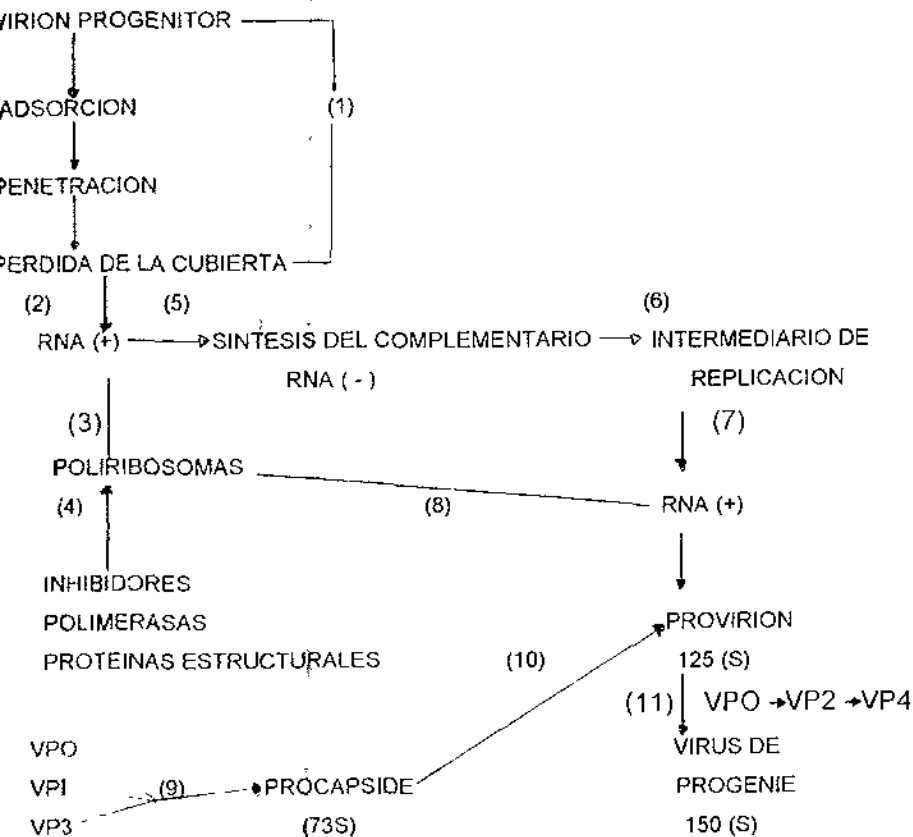 VIRION PROGENITOR
ADSORCION
(1)
PENETRACION
PERDIDA DE LA CUBIERTA
(2) (5) (6)
RNA (+) SINTESIS DEL COMPLEMENTARIO INTERMEDIARIO DE
RNA ( - ) REPLICACION
(3) (7)
POLIRIBOSOMAS
(4) (8) RNA (+)
INHIBIDORES
POLIMERASAS PROVIRION
PROTEINAS ESTRUCTURALES (10) 125 (S)
(11) VPO → VP2 → VP4
VPO VIRUS DE
VPI (9) PROCAPSIDE PROGENIE
VP3 (73S) 150 (S)